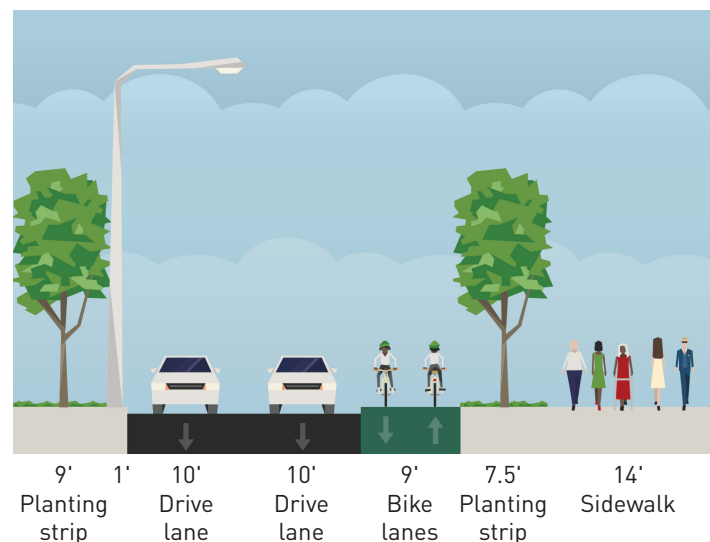 9' 1' 10' 10' 9' 7.5' 14'
Planting Drive Drive Bike Planting Sidewalk
strip lane lane lanes strip